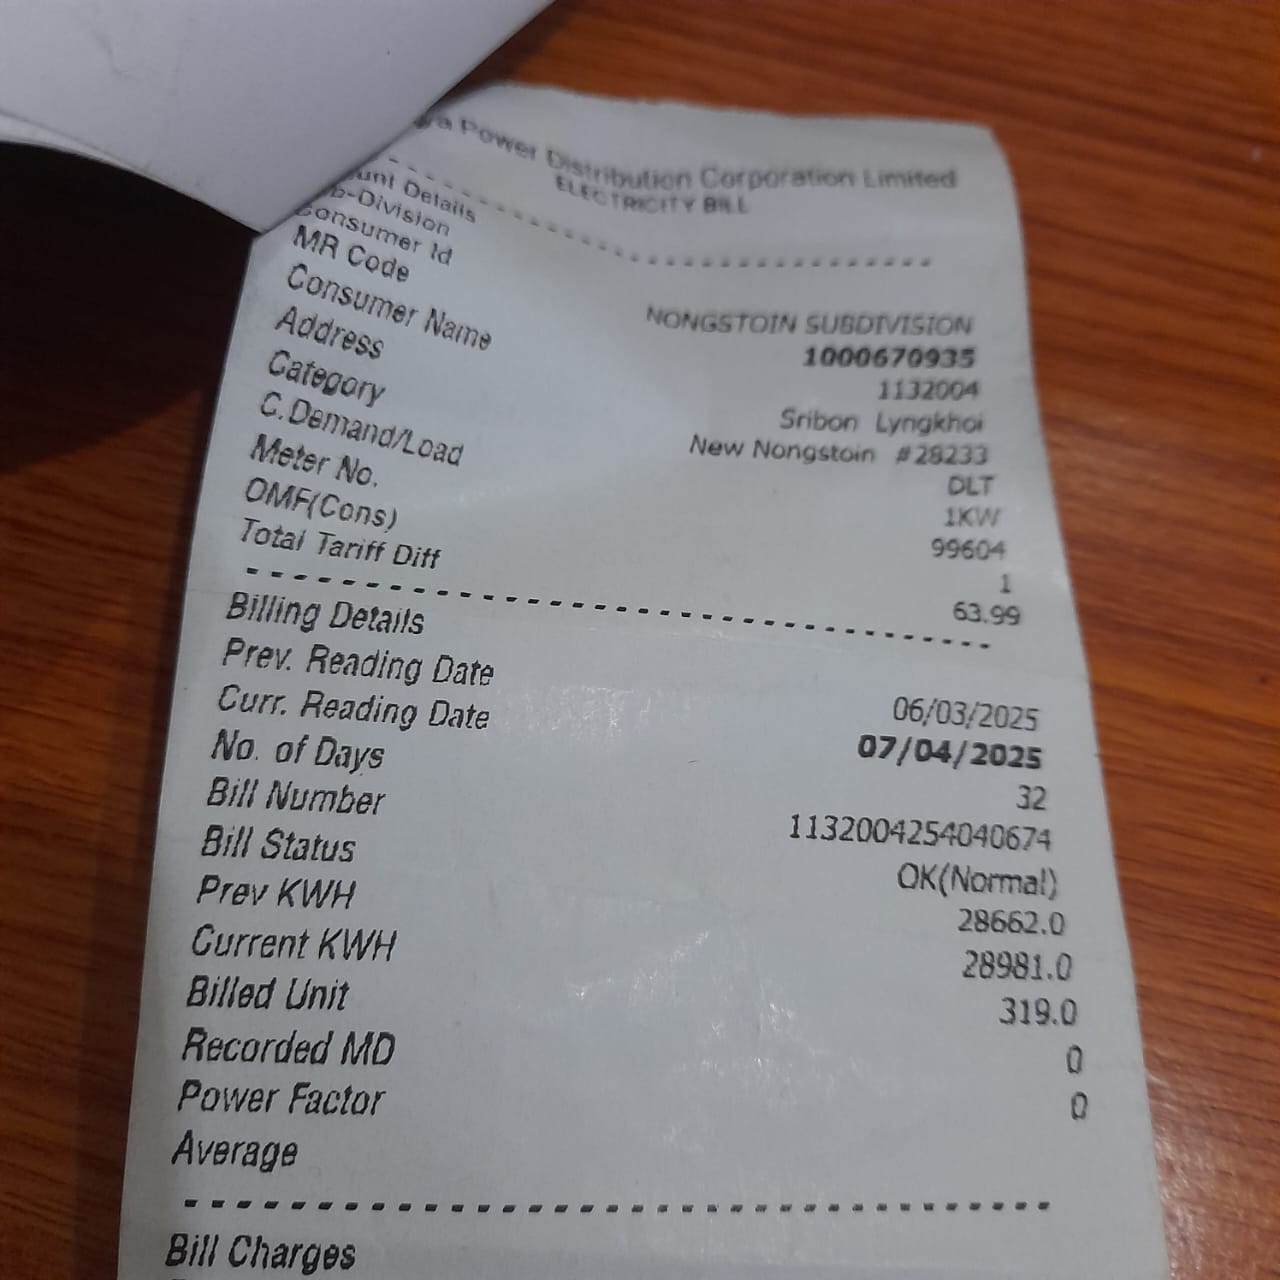 Power Distribution Corporation Limited
ELECTRICITY BILL
Details
Sub-Division NONGSTOIN SUBDIVISION
Consumer Id 1000670935
MR Code 1132004
Consumer Name Sribon Lyngkhoi
Address New Nongstoin #28233
Category DLT
C.Demand/Load 1KW
Meter No. 99604
OMF(Cons) 1
Total Tariff Diff 63.99
Billing Details
Prev. Reading Date 06/03/2025
Curr. Reading Date 07/04/2025
No. of Days 32
Bill Number 1132004254040674
Bill Status OK(Normal)
Prev KWH 28662.0
Current KWH 28981.0
Billed Unit 319.0
Recorded MD 0
Power Factor 0
Average
Bill Charges